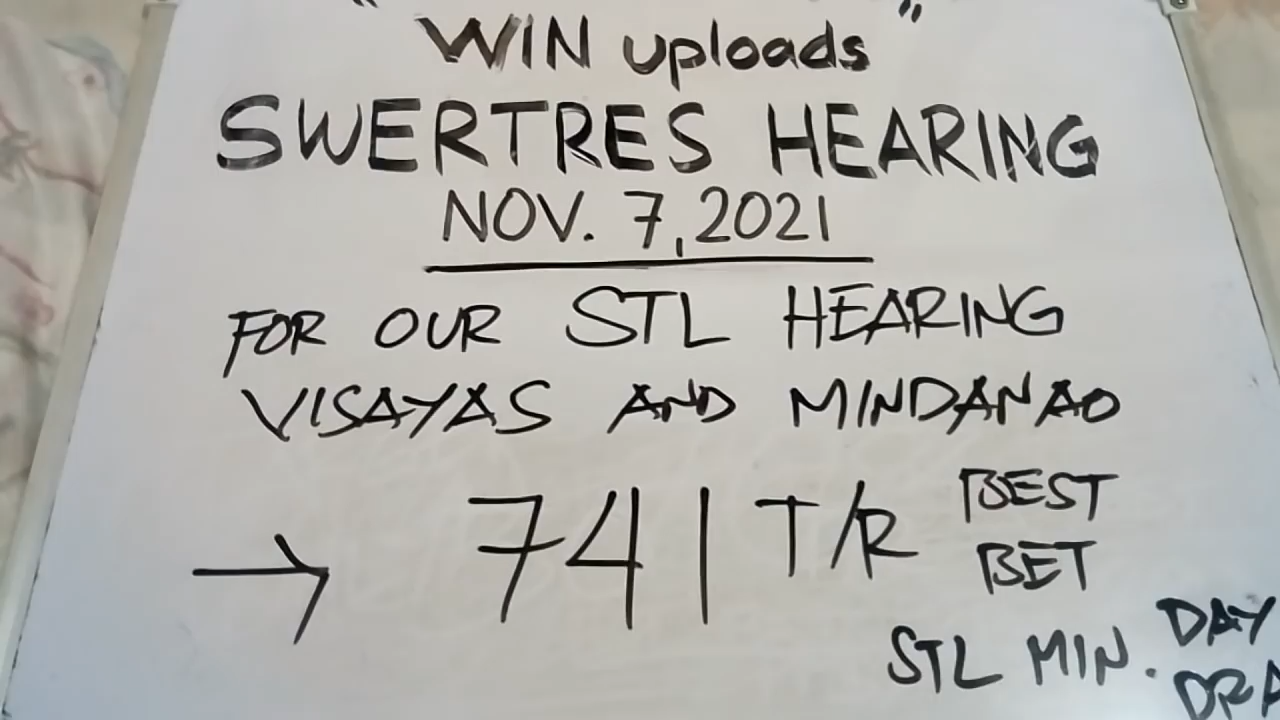 " WIN uploads "
SWERTRES HEARING
NOV. 7, 2021
FOR OUR STL HEARING
VISAYAS AND MINDANAO
→ 741 T/R BEST
BET
STL MIN. DAY